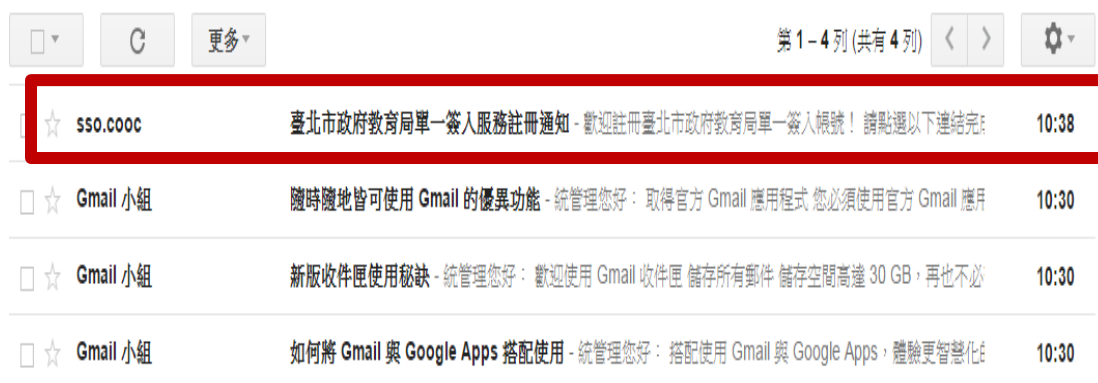 更多
第 1 – 4 列 (共有 4 列)
sso.cooc 臺北市政府教育局單一簽入服務註冊通知 - 歡迎註冊臺北市政府教育局單一簽入帳號！ 請點選以下連結完成 10:38
Gmail 小組 隨時隨地皆可使用 Gmail 的優異功能 - 統管理您好： 取得官方 Gmail 應用程式 您必須使用官方 Gmail 應用 10:30
Gmail 小組 新版收件匣使用秘訣 - 統管理您好： 歡迎使用 Gmail 收件匣 儲存所有郵件 儲存空間高達 30 GB，再也不必 10:30
Gmail 小組 如何將 Gmail 與 Google Apps 搭配使用 - 統管理您好： 搭配使用 Gmail 與 Google Apps，體驗更智慧化 10:30